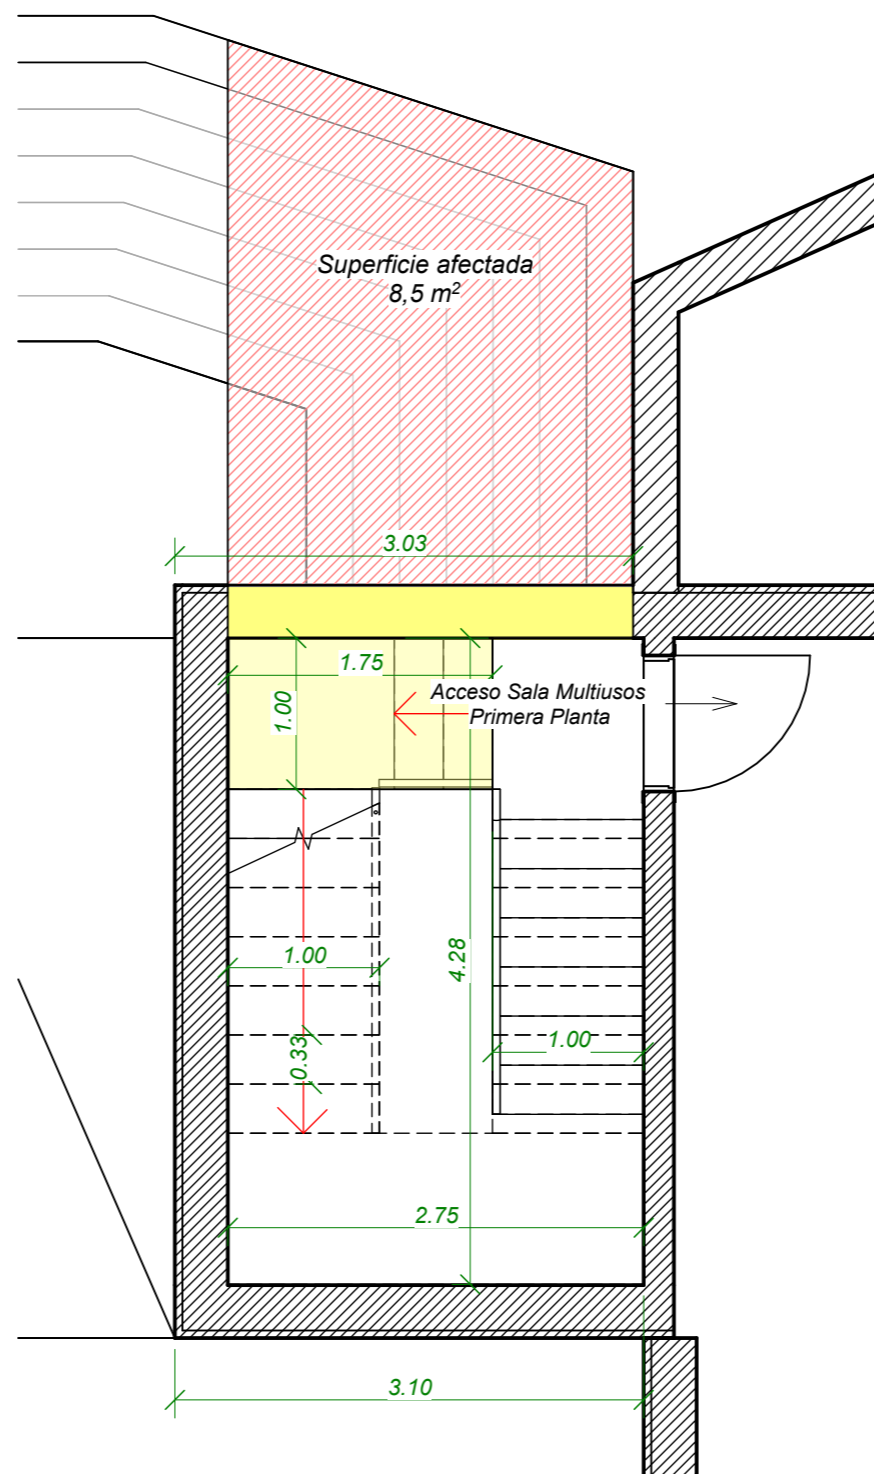 Superficie afectada
8,5 m²
3.03
1.75
1.00
Acceso Sala Multiusos
Primera Planta
1.00
4.28
1.00
0.33
2.75
3.10